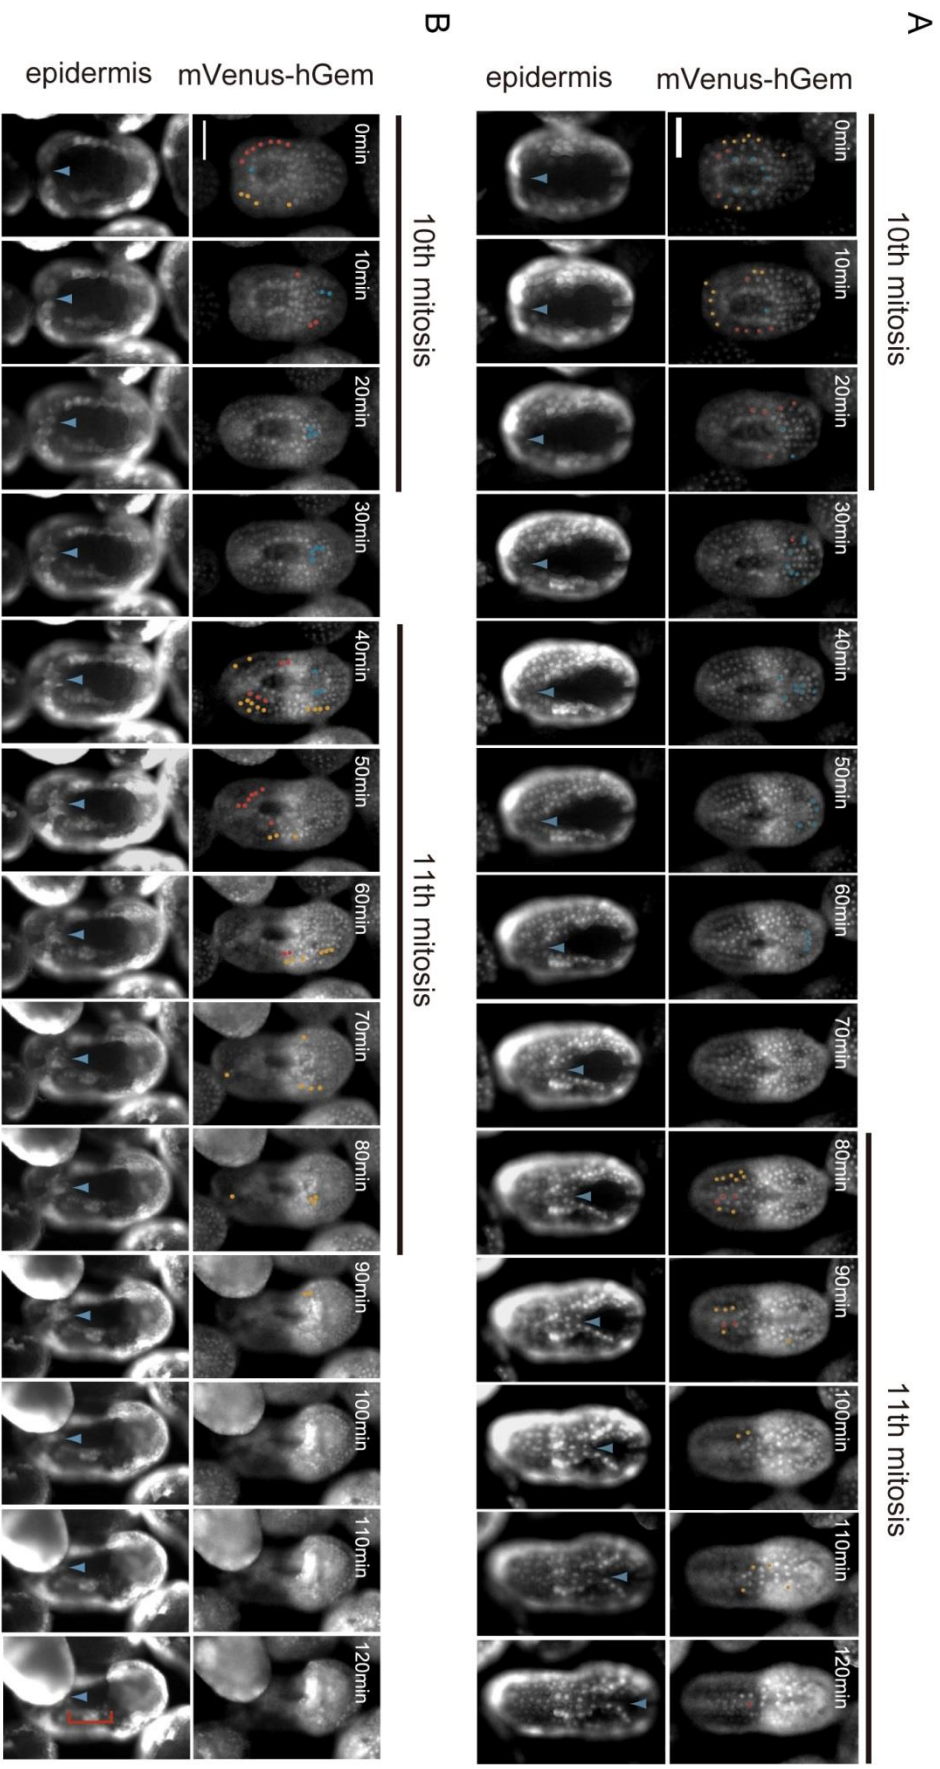 A
10th mitosis
11th mitosis
mVenus-hGem
0min
10min
20min
30min
40min
50min
60min
70min
80min
90min
100min
110min
120min
epidermis
B
10th mitosis
11th mitosis
mVenus-hGem
0min
10min
20min
30min
40min
50min
60min
70min
80min
90min
100min
110min
120min
epidermis